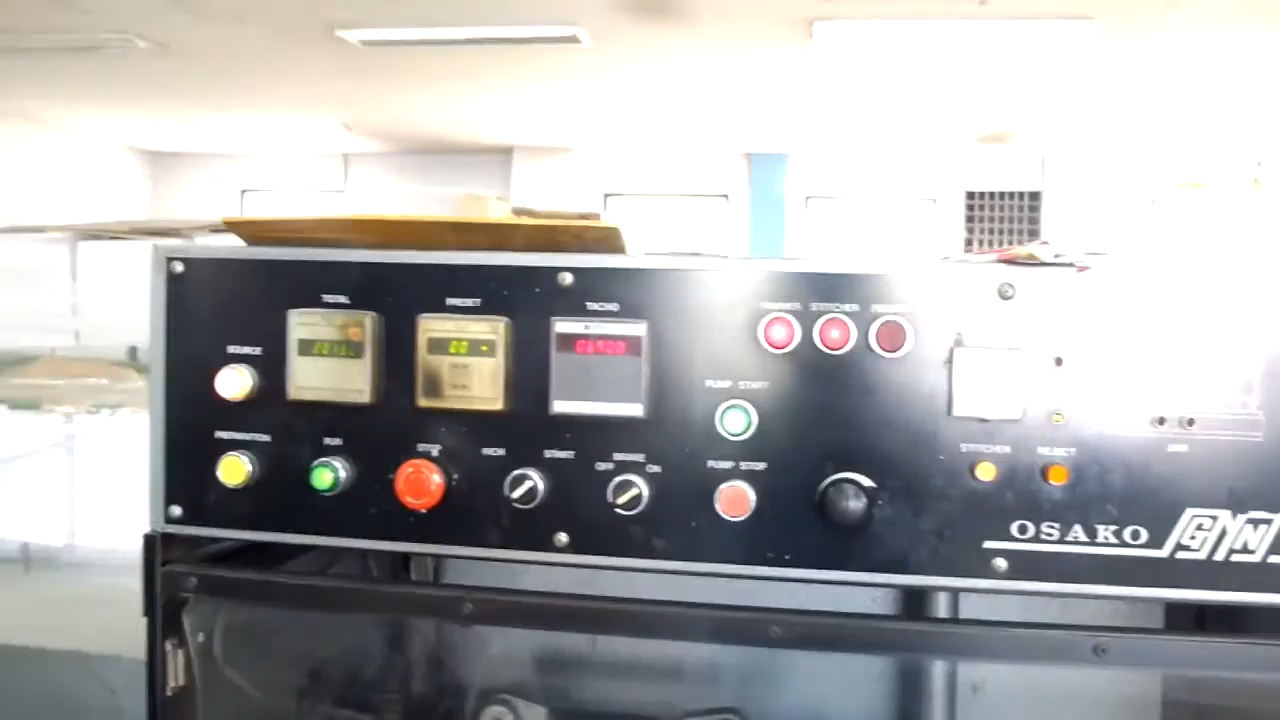 TOTAL
PRESET
TACHO
STITCHER
SOURCE
PUMP START
PREPARATION
RUN
STOP
INCH
START
BRAKE
OFF
ON
PUMP STOP
STITCHER
REJECT
OSAKO